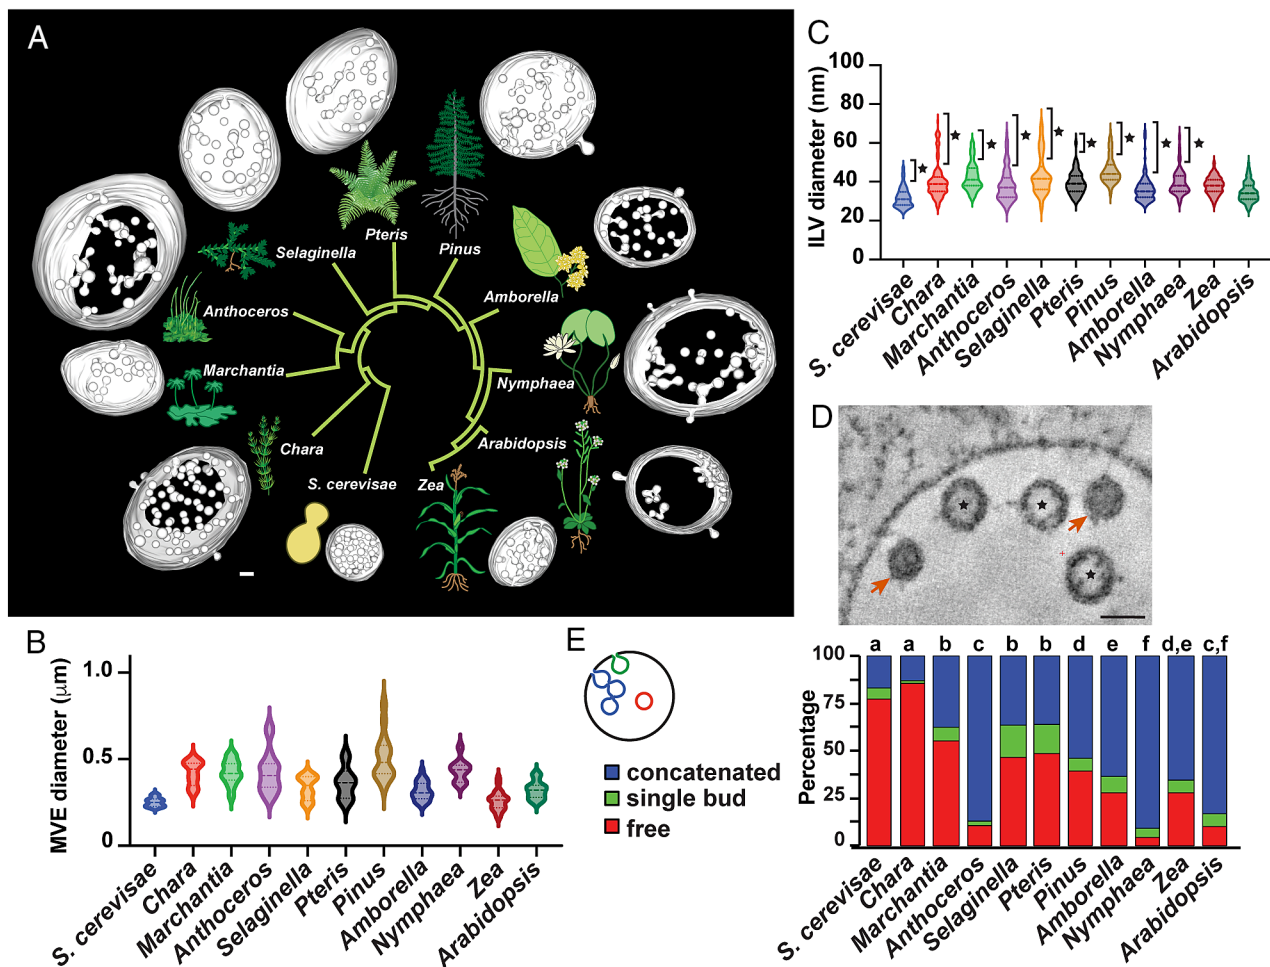 A
Pteris
Pinus
Selaginella
Amborella
Anthoceros
Marchantia
Nymphaea
Chara
Arabidopsis
S. cerevisae
Zea
B
MVE diameter (μm)
1.0
0.5
0
S. cerevisae
Chara
Marchantia
Anthoceros
Selaginella
Pteris
Pinus
Amborella
Nymphaea
Zea
Arabidopsis
C
ILV diameter (nm)
100
80
60
40
20
0
S. cerevisae
Chara
Marchantia
Anthoceros
Selaginella
Pteris
Pinus
Amborella
Nymphaea
Zea
Arabidopsis
D
E
concatenated
single bud
free
a a b c b b d e f d,e c,f
Percentage
100
75
50
25
0
S. cerevisae
Chara
Marchantia
Anthoceros
Selaginella
Pteris
Pinus
Amborella
Nymphaea
Zea
Arabidopsis